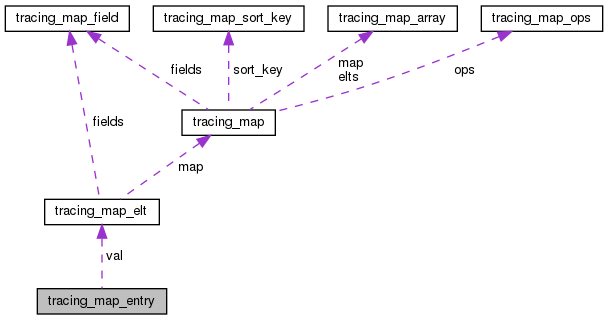 tracing_map_field
tracing_map_sort_key
tracing_map_array
tracing_map_ops
fields
sort_key
map
elts
ops
tracing_map
fields
map
tracing_map_elt
val
tracing_map_entry